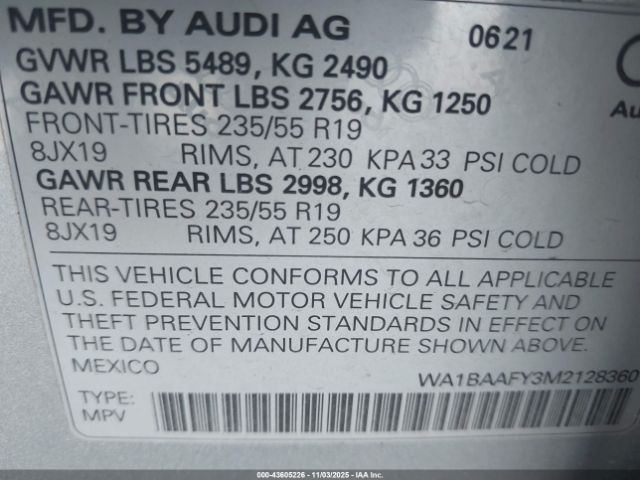 MFD. BY AUDI AG 0621
GVWR LBS 5489, KG 2490
GAWR FRONT LBS 2756, KG 1250
FRONT-TIRES 235/55 R19
8JX19 RIMS, AT 230 KPA 33 PSI COLD
GAWR REAR LBS 2998, KG 1360
REAR-TIRES 235/55 R19
8JX19 RIMS, AT 250 KPA 36 PSI COLD
THIS VEHICLE CONFORMS TO ALL APPLICABLE
U.S. FEDERAL MOTOR VEHICLE SAFETY AND
THEFT PREVENTION STANDARDS IN EFFECT ON
THE DATE OF MANUFACTURE SHOWN ABOVE.
MEXICO
WA1BAAFY3M2128360
TYPE:
MPV
000-43605226 - 11/03/2025 - IAA Corp.